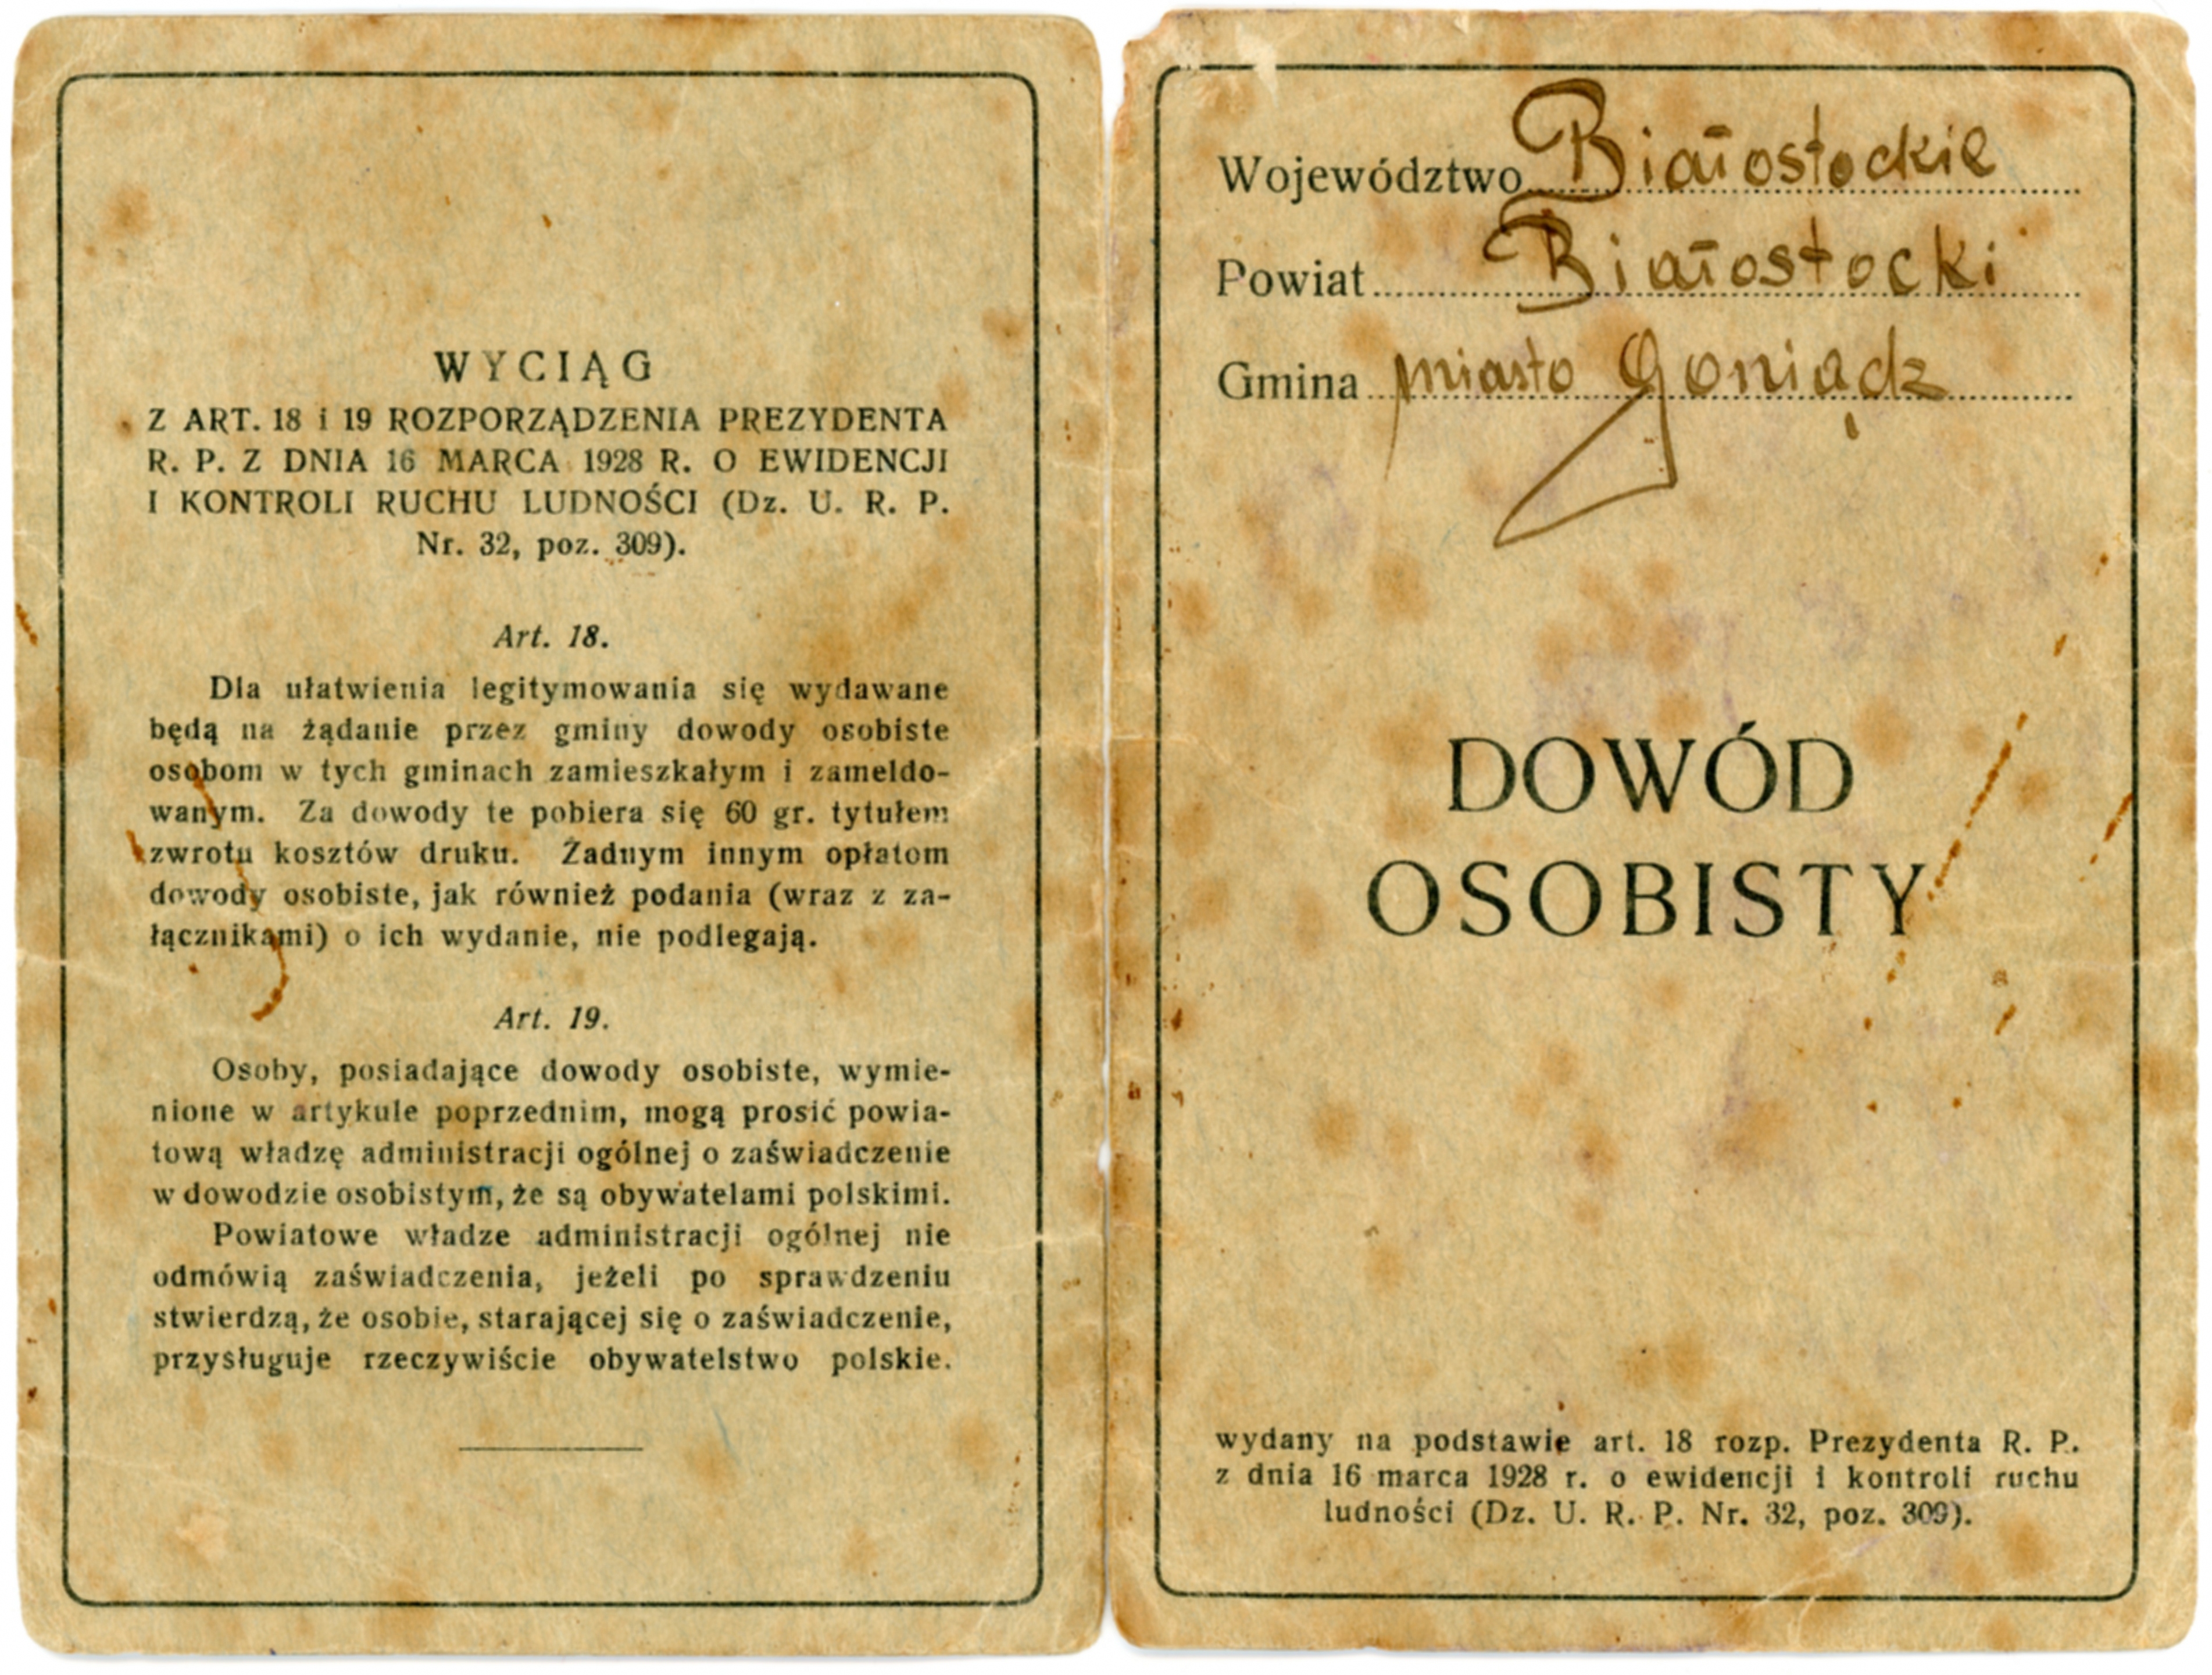 WYCIĄG
Z ART. 18 i 19 ROZPORZĄDZENIA PREZYDENTA
R. P. Z DNIA 16 MARCA 1928 R. O EWIDENCJI
I KONTROLI RUCHU LUDNOŚCI (Dz. U. R. P.
Nr. 32, poz. 309).
Art. 18.
Dla ułatwienia legitymowania się wydawane
będą na żądanie przez gminy dowody osobiste
osobom w tych gminach zamieszkałym i zameldo-
wanym. Za dowody te pobiera się 60 gr. tytułem
zwrotu kosztów druku. Żadnym innym opłatom
dowody osobiste, jak również podania (wraz z za-
łącznikami) o ich wydanie, nie podlegają.
Art. 19.
Osoby, posiadające dowody osobiste, wymie-
nione w artykule poprzednim, mogą prosić powia-
tową władzę administracji ogólnej o zaświadczenie
w dowodzie osobistym, że są obywatelami polskimi.
Powiatowe władze administracji ogólnej nie
odmówią zaświadczenia, jeżeli po sprawdzeniu
stwierdzą, że osobie, starającej się o zaświadczenie,
przysługuje rzeczywiście obywatelstwo polskie.
Województwo Białostockie
Powiat Białostocki
Gmina miasto Goniądz
DOWÓD
OSOBISTY
wydany na podstawie art. 18 rozp. Prezydenta R. P.
z dnia 16 marca 1928 r. o ewidencji i kontroli ruchu
ludności (Dz. U. R. P. Nr. 32, poz. 309).